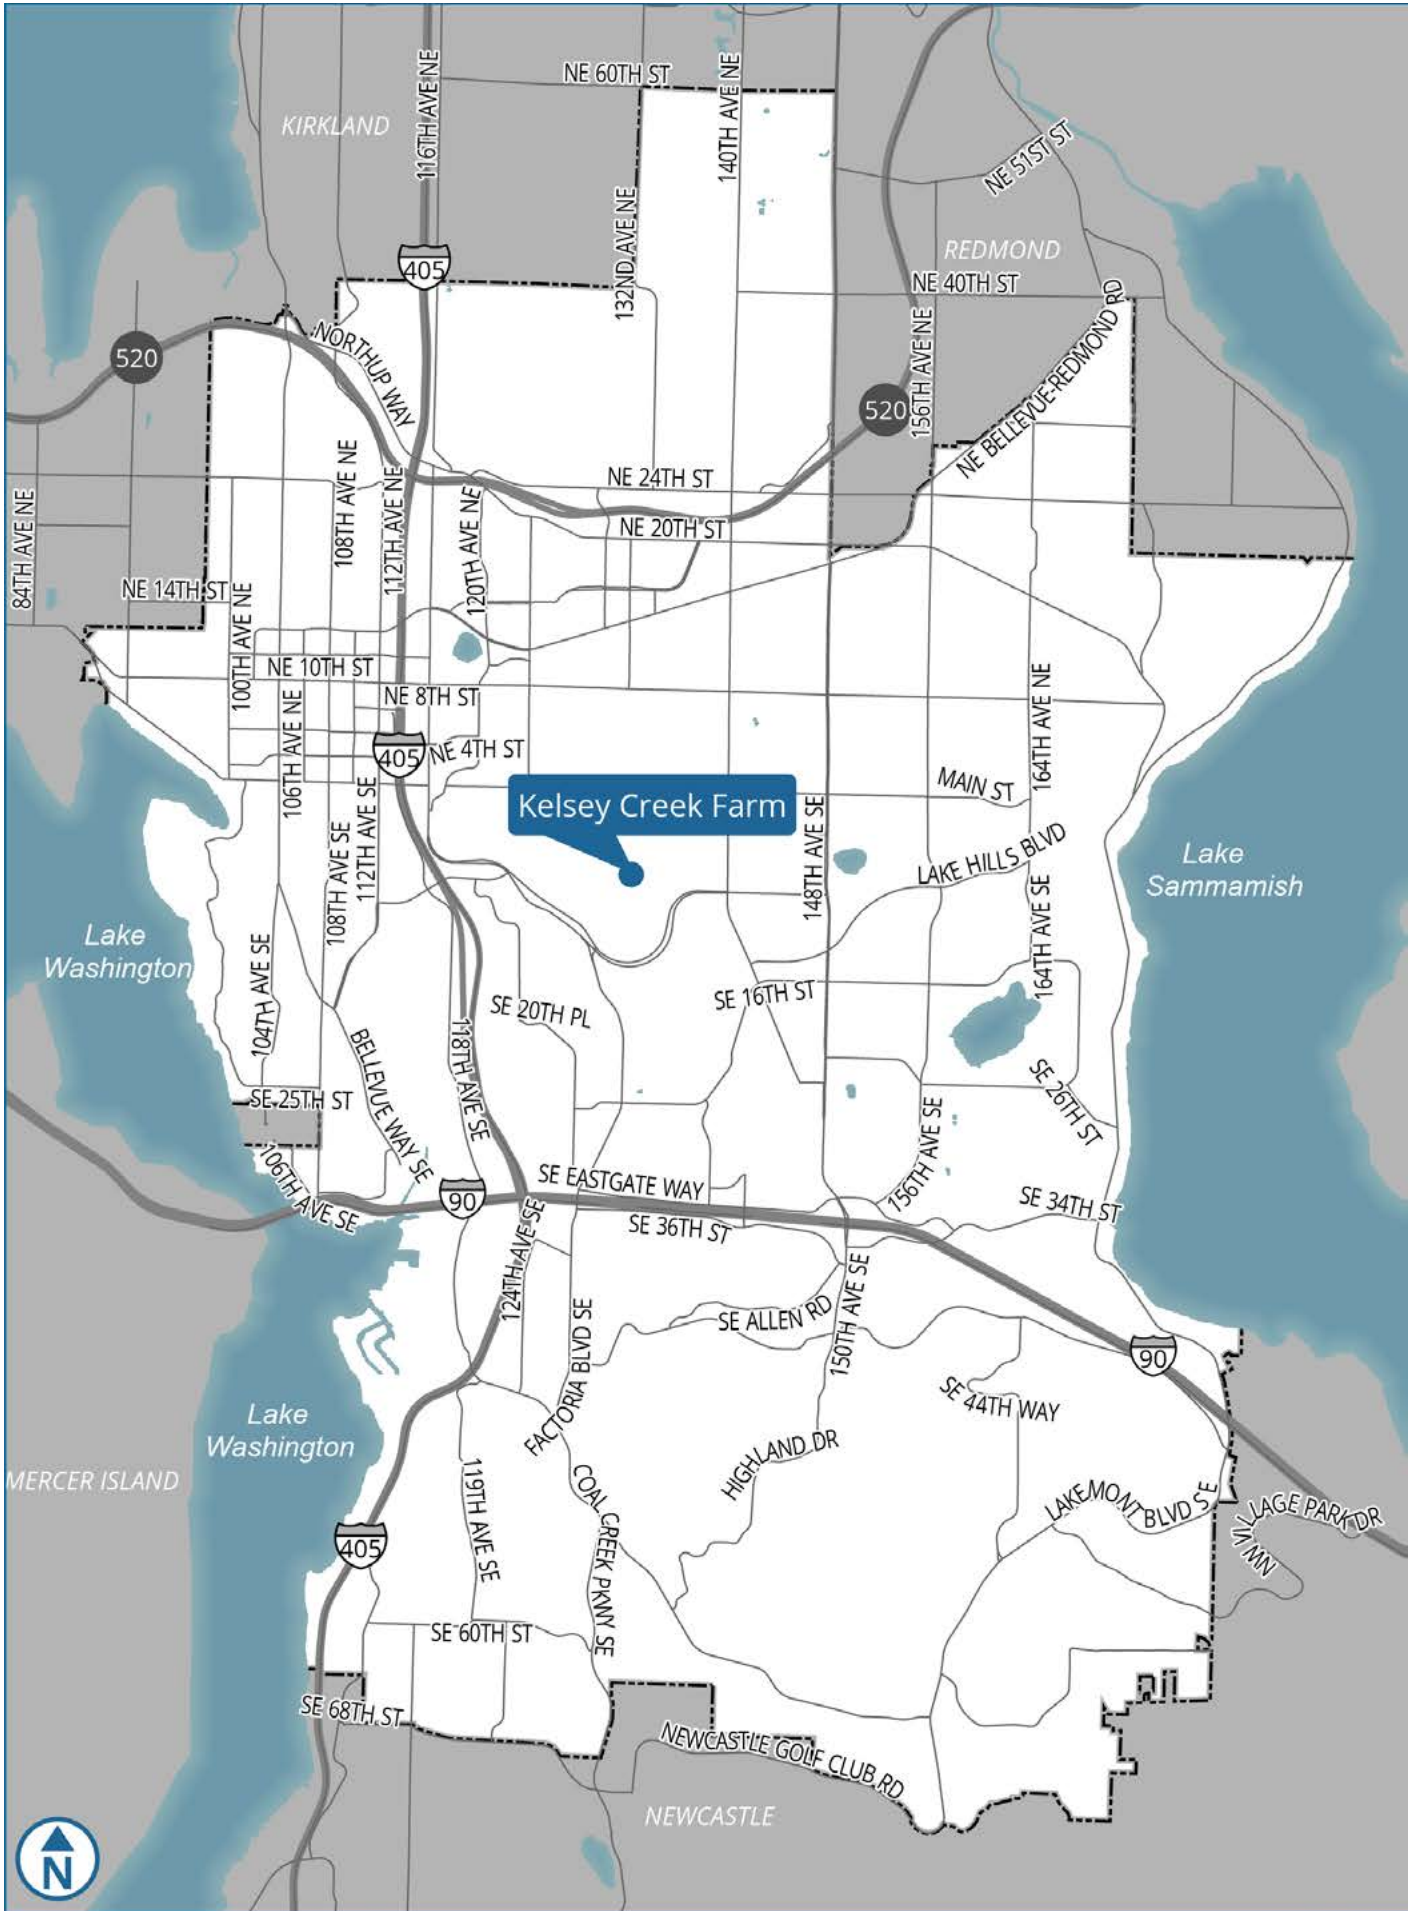 NE 60TH ST
116TH AVE NE
140TH AVE NE
KIRKLAND
NE 51ST ST
132ND AVE NE
REDMOND
405
NE 40TH ST
NORTHUP WAY
520
156TH AVE NE
NE BELLEVUE-REDMOND RD
520
NE 24TH ST
108TH AVE NE
112TH AVE NE
120TH AVE NE
NE 20TH ST
84TH AVE NE
NE 14TH ST
100TH AVE NE
NE 10TH ST
NE 8TH ST
106TH AVE NE
164TH AVE NE
405
NE 4TH ST
MAIN ST
Kelsey Creek Farm
112TH AVE SE
108TH AVE SE
148TH AVE SE
LAKE HILLS BLVD
Lake
Sammamish
164TH AVE SE
Lake
Washington
104TH AVE SE
SE 20TH PL
SE 16TH ST
118TH AVE SE
BELLEVUE WAY SE
SE 25TH ST
SE 26TH ST
156TH AVE SE
106TH AVE SE
90
SE EASTGATE WAY
SE 36TH ST
SE 34TH ST
124TH AVE SE
SE ALLEN RD
150TH AVE SE
FACTORIA BLVD SE
90
SE 44TH WAY
Lake
Washington
HIGHLAND DR
MERCER ISLAND
119TH AVE SE
COAL CREEK PKWY SE
LAKEMONT BLVD SE
NW VILLAGE PARK DR
405
SE 60TH ST
SE 68TH ST
NEWCASTLE GOLF CLUB RD
NEWCASTLE
N